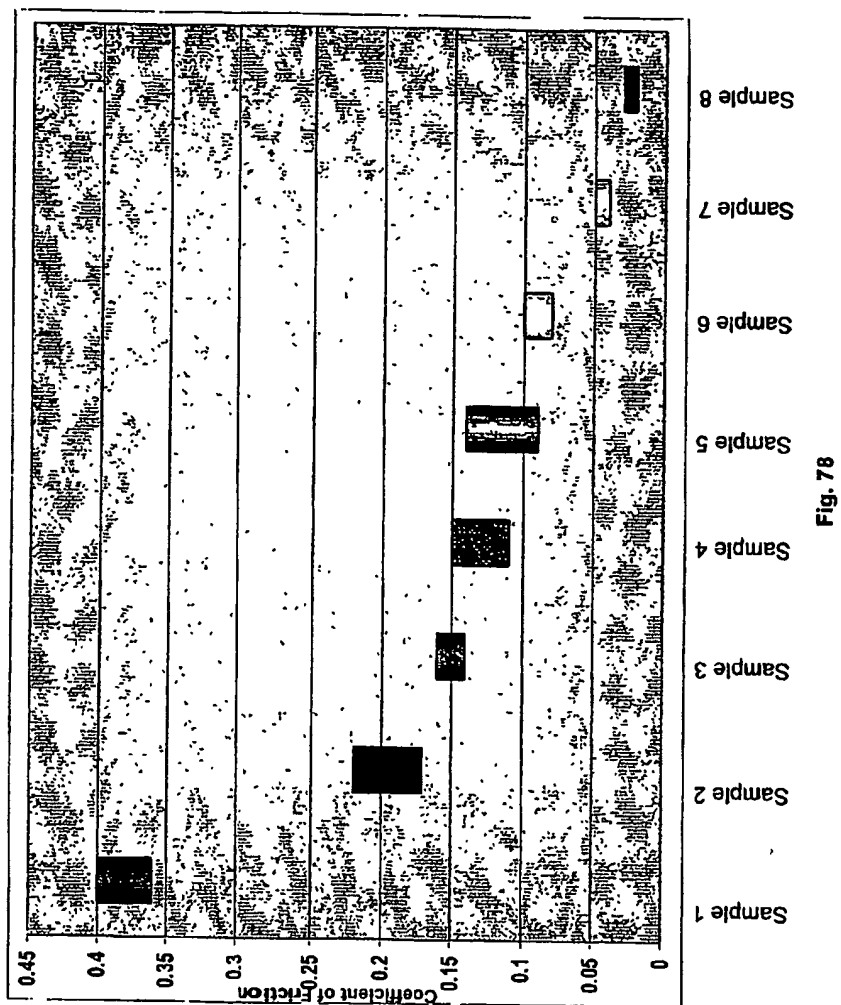 0.45
0.4
0.35
0.3
0.25
0.2
0.15
0.1
0.05
0
Coefficient of Friction
Sample 1
Sample 2
Sample 3
Sample 4
Sample 5
Sample 6
Sample 7
Sample 8
Fig. 78